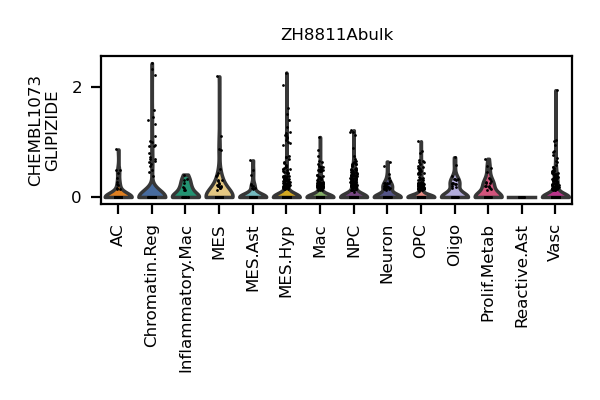 ZH8811Abulk
CHEMBL1073
GLIPIZIDE
2
0
AC
Chromatin.Reg
Inflammatory.Mac
MES
MES.Ast
MES.Hyp
Mac
NPC
Neuron
OPC
Oligo
Prolif.Metab
Reactive.Ast
Vasc